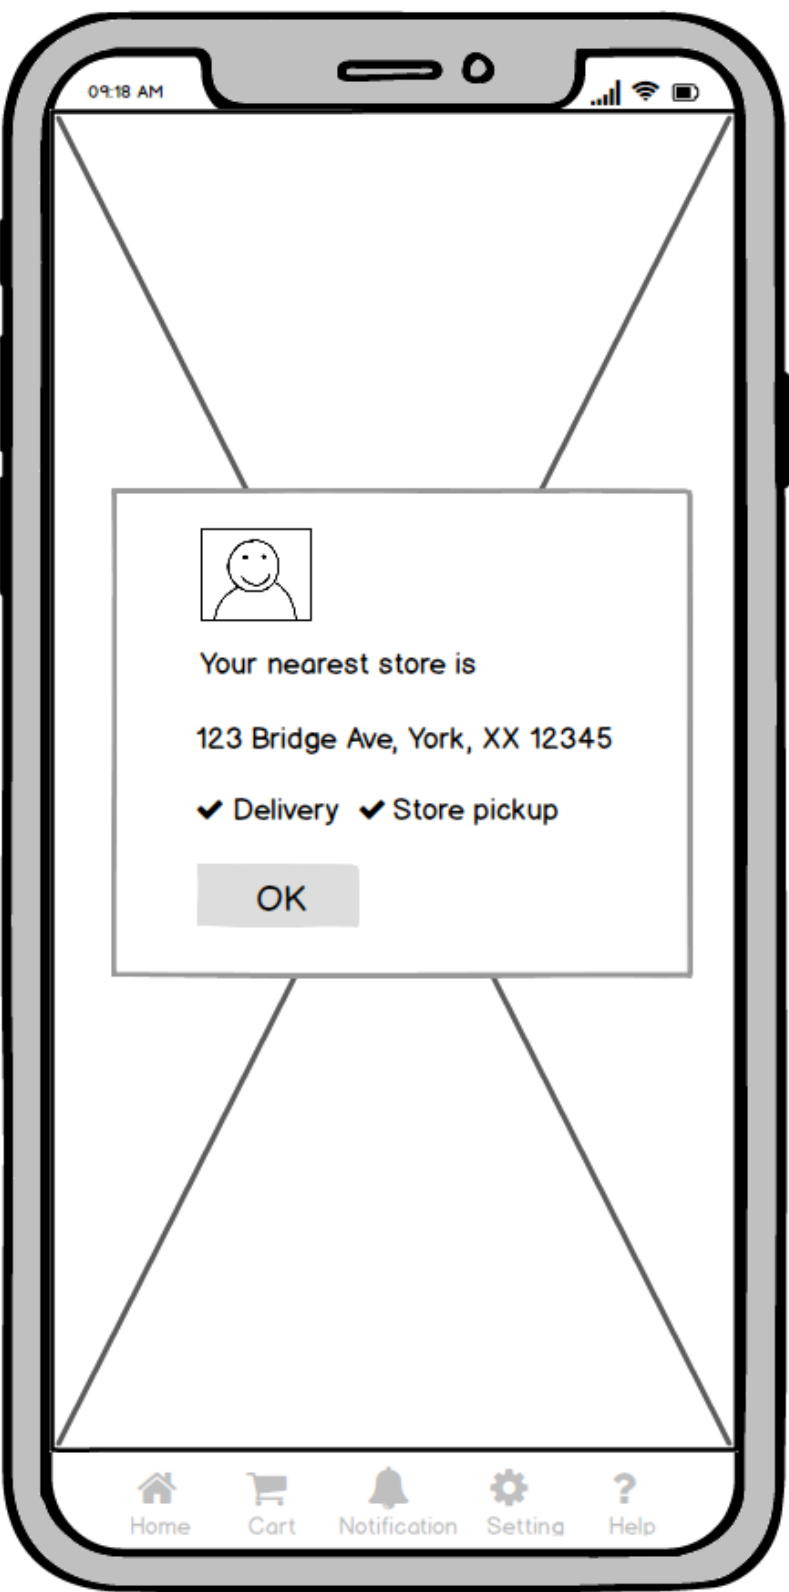 09:18 AM
Your nearest store is
123 Bridge Ave, York, XX 12345
✔ Delivery ✔ Store pickup
OK
?
Home Cart Notification Setting Help